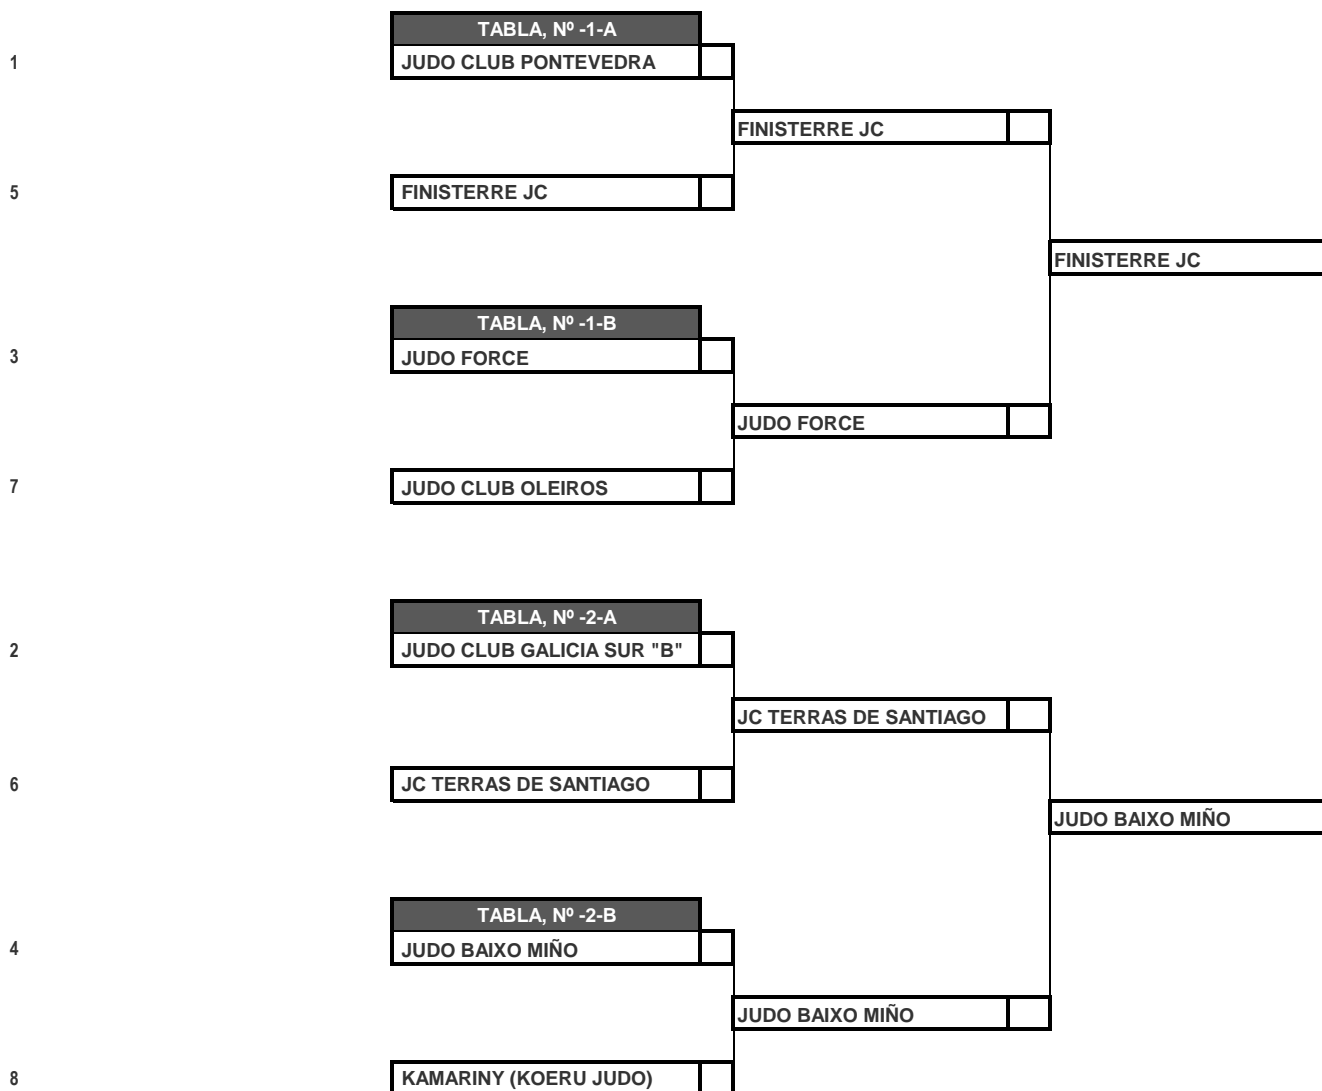 TABLA, Nº -1-A
1 JUDO CLUB PONTEVEDRA
FINISTERRE JC
5 FINISTERRE JC
FINISTERRE JC
TABLA, Nº -1-B
3 JUDO FORCE
JUDO FORCE
7 JUDO CLUB OLEIROS
TABLA, Nº -2-A
2 JUDO CLUB GALICIA SUR "B"
JC TERRAS DE SANTIAGO
6 JC TERRAS DE SANTIAGO
JUDO BAIXO MIÑO
TABLA, Nº -2-B
4 JUDO BAIXO MIÑO
JUDO BAIXO MIÑO
8 KAMARINY (KOERU JUDO)